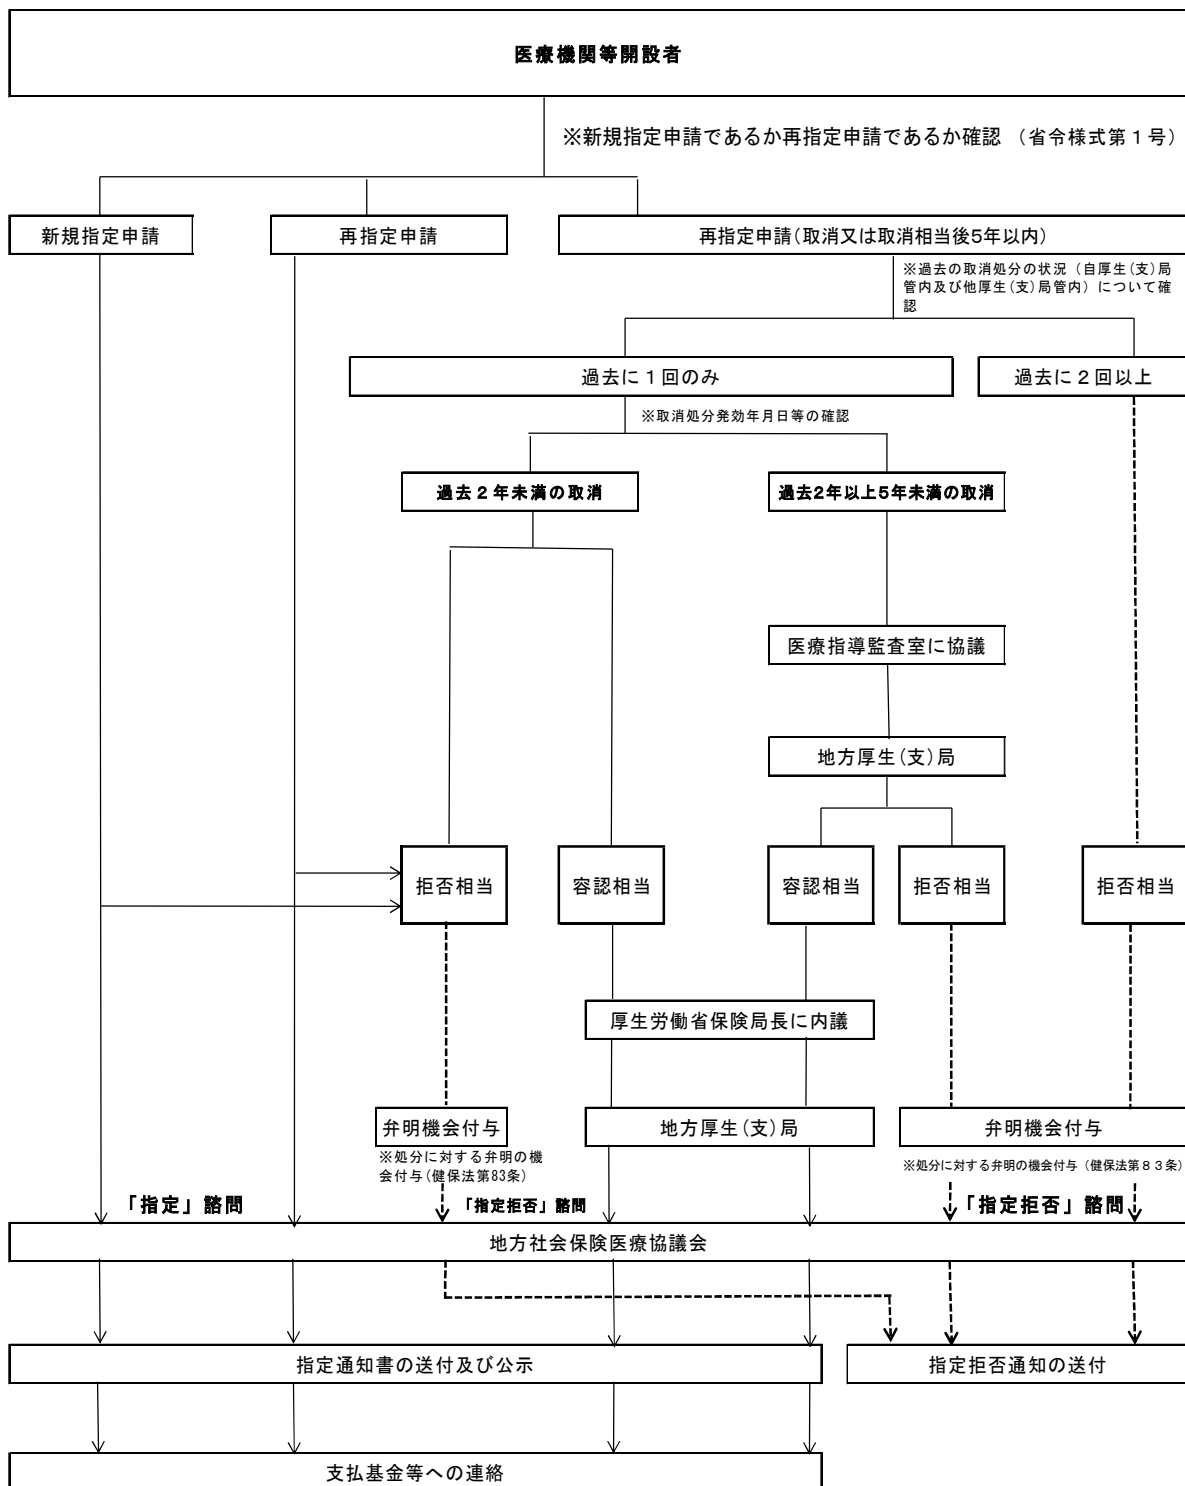 医療機関等開設者
※新規指定申請であるか再指定申請であるか確認 （省令様式第１号）
新規指定申請
再指定申請
再指定申請（取消又は取消相当後5年以内）
※過去の取消処分の状況（自厚生（支）局
管内及び他厚生（支）局管内）について確
認
過去に１回のみ
過去に２回以上
※取消処分発効年月日等の確認
過去２年未満の取消
過去2年以上5年未満の取消
医療指導監査室に協議
地方厚生（支）局
拒否相当
容認相当
容認相当
拒否相当
拒否相当
厚生労働省保険局長に内議
弁明機会付与
地方厚生（支）局
弁明機会付与
※処分に対する弁明の機
会付与（健保法第83条）
※処分に対する弁明の機会付与（健保法第８３条）
「指定」諮問
「指定拒否」諮問
「指定拒否」諮問
地方社会保険医療協議会
指定通知書の送付及び公示
指定拒否通知の送付
支払基金等への連絡